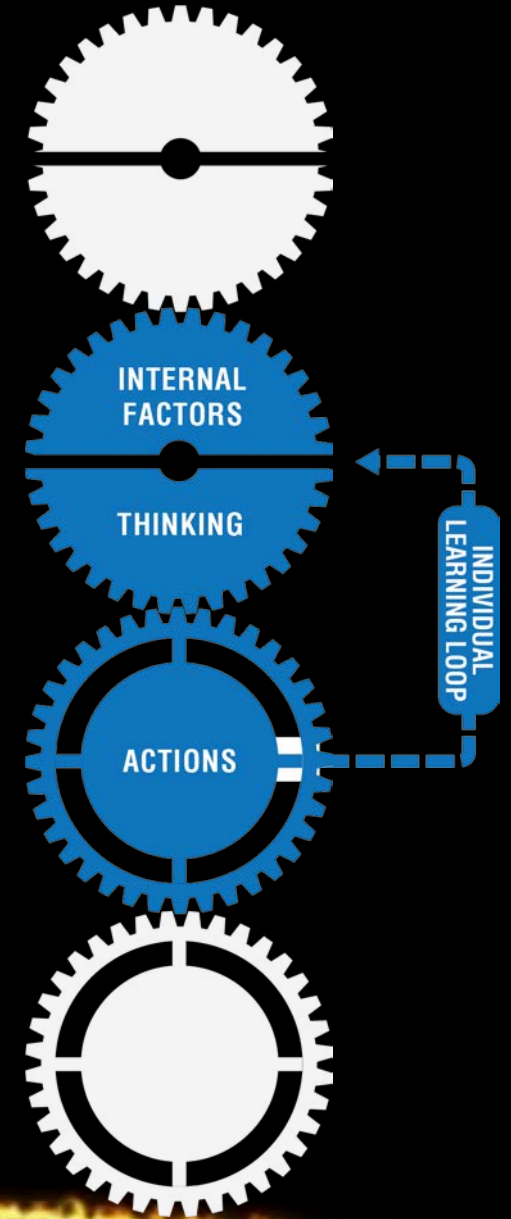 INTERNAL
FACTORS
THINKING
INDIVIDUAL
LEARNING LOOP
ACTIONS